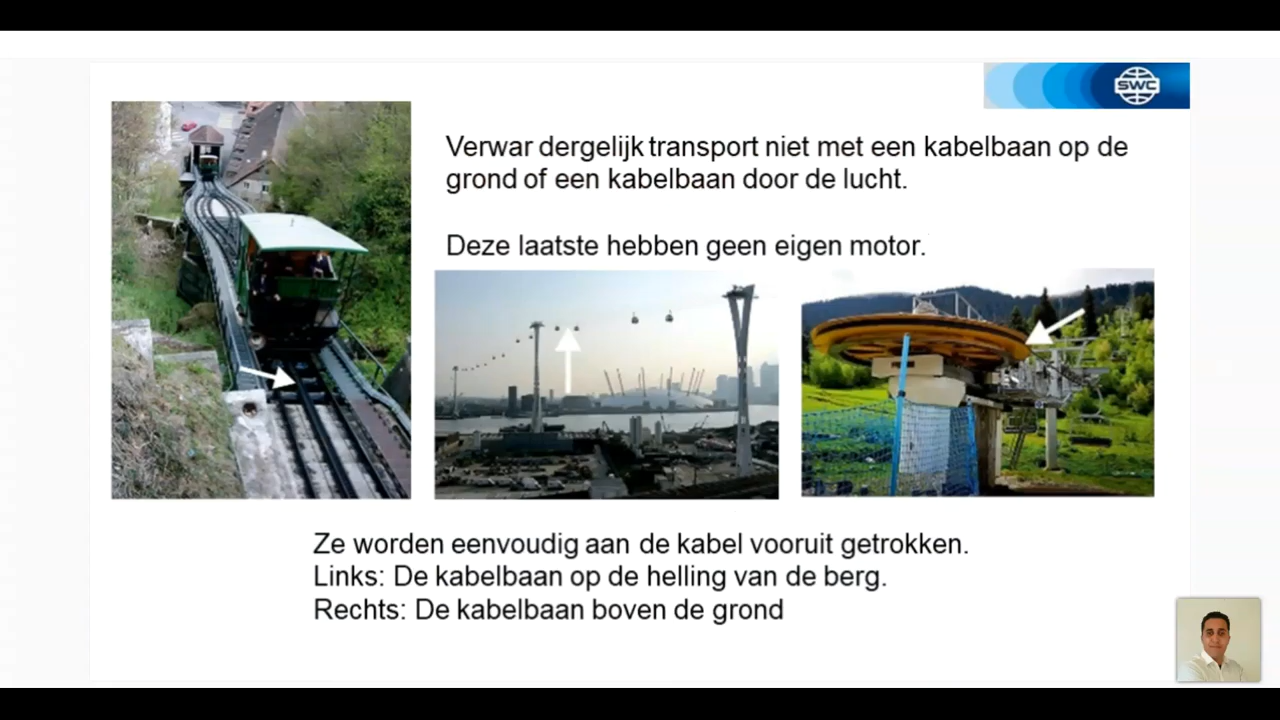 SWC
Verwar dergelijk transport niet met een kabelbaan op de
grond of een kabelbaan door de lucht.
Deze laatste hebben geen eigen motor.
Ze worden eenvoudig aan de kabel vooruit getrokken.
Links: De kabelbaan op de helling van de berg.
Rechts: De kabelbaan boven de grond